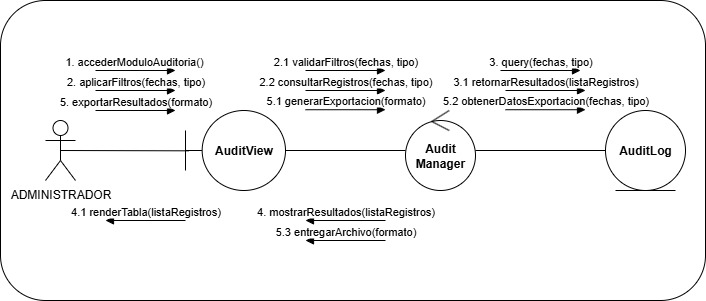 1. accederModuloAuditoria()
2. aplicarFiltros(fechas, tipo)
5. exportarResultados(formato)
2.1 validarFiltros(fechas, tipo)
2.2 consultarRegistros(fechas, tipo)
5.1 generarExportacion(formato)
3. query(fechas, tipo)
3.1 retornarResultados(listaRegistros)
5.2 obtenerDatosExportacion(fechas, tipo)
ADMINISTRADOR
AuditView
Audit
Manager
AuditLog
4.1 renderTabla(listaRegistros)
4. mostrarResultados(listaRegistros)
5.3 entregarArchivo(formato)